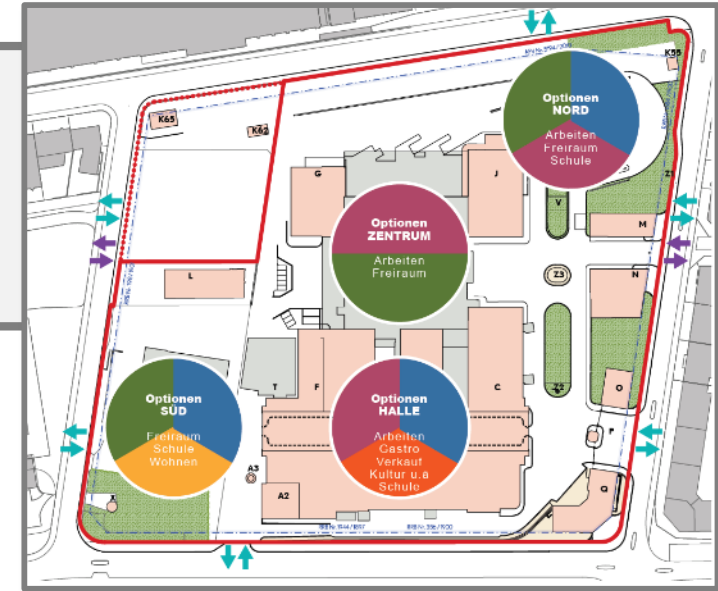 K55
Optionen
NORD
Arbeiten
Freiraum
Schule
K65
K62
G
J
Z1
V
M
Optionen
ZENTRUM
Arbeiten
Freiraum
Z3
N
L
T
F
C
Z2
O
P
Optionen
SÜD
Freiraum
Schule
Wohnen
Optionen
HALLE
Arbeiten
Gastro
Verkauf
Kultur u.a
Schule
A3
A2
Q
X